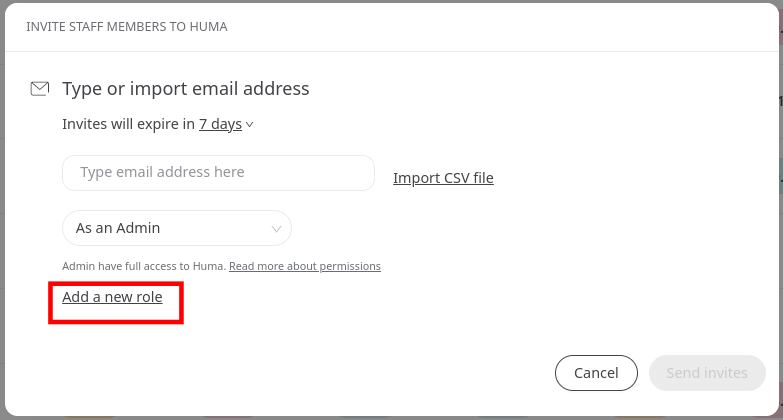 INVITE STAFF MEMBERS TO HUMA
Type or import email address
Invites will expire in 7 days
Type email address here
Import CSV file
As an Admin
Admin have full access to Huma. Read more about permissions
Add a new role
Cancel
Send invites